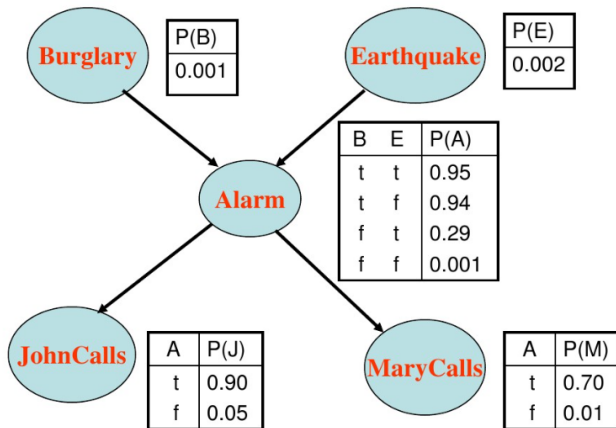 Burglary
P(B)
0.001
Earthquake
P(E)
0.002
Alarm
B E P(A)
t t 0.95
t f 0.94
f t 0.29
f f 0.001
JohnCalls
A P(J)
t 0.90
f 0.05
MaryCalls
A P(M)
t 0.70
f 0.01